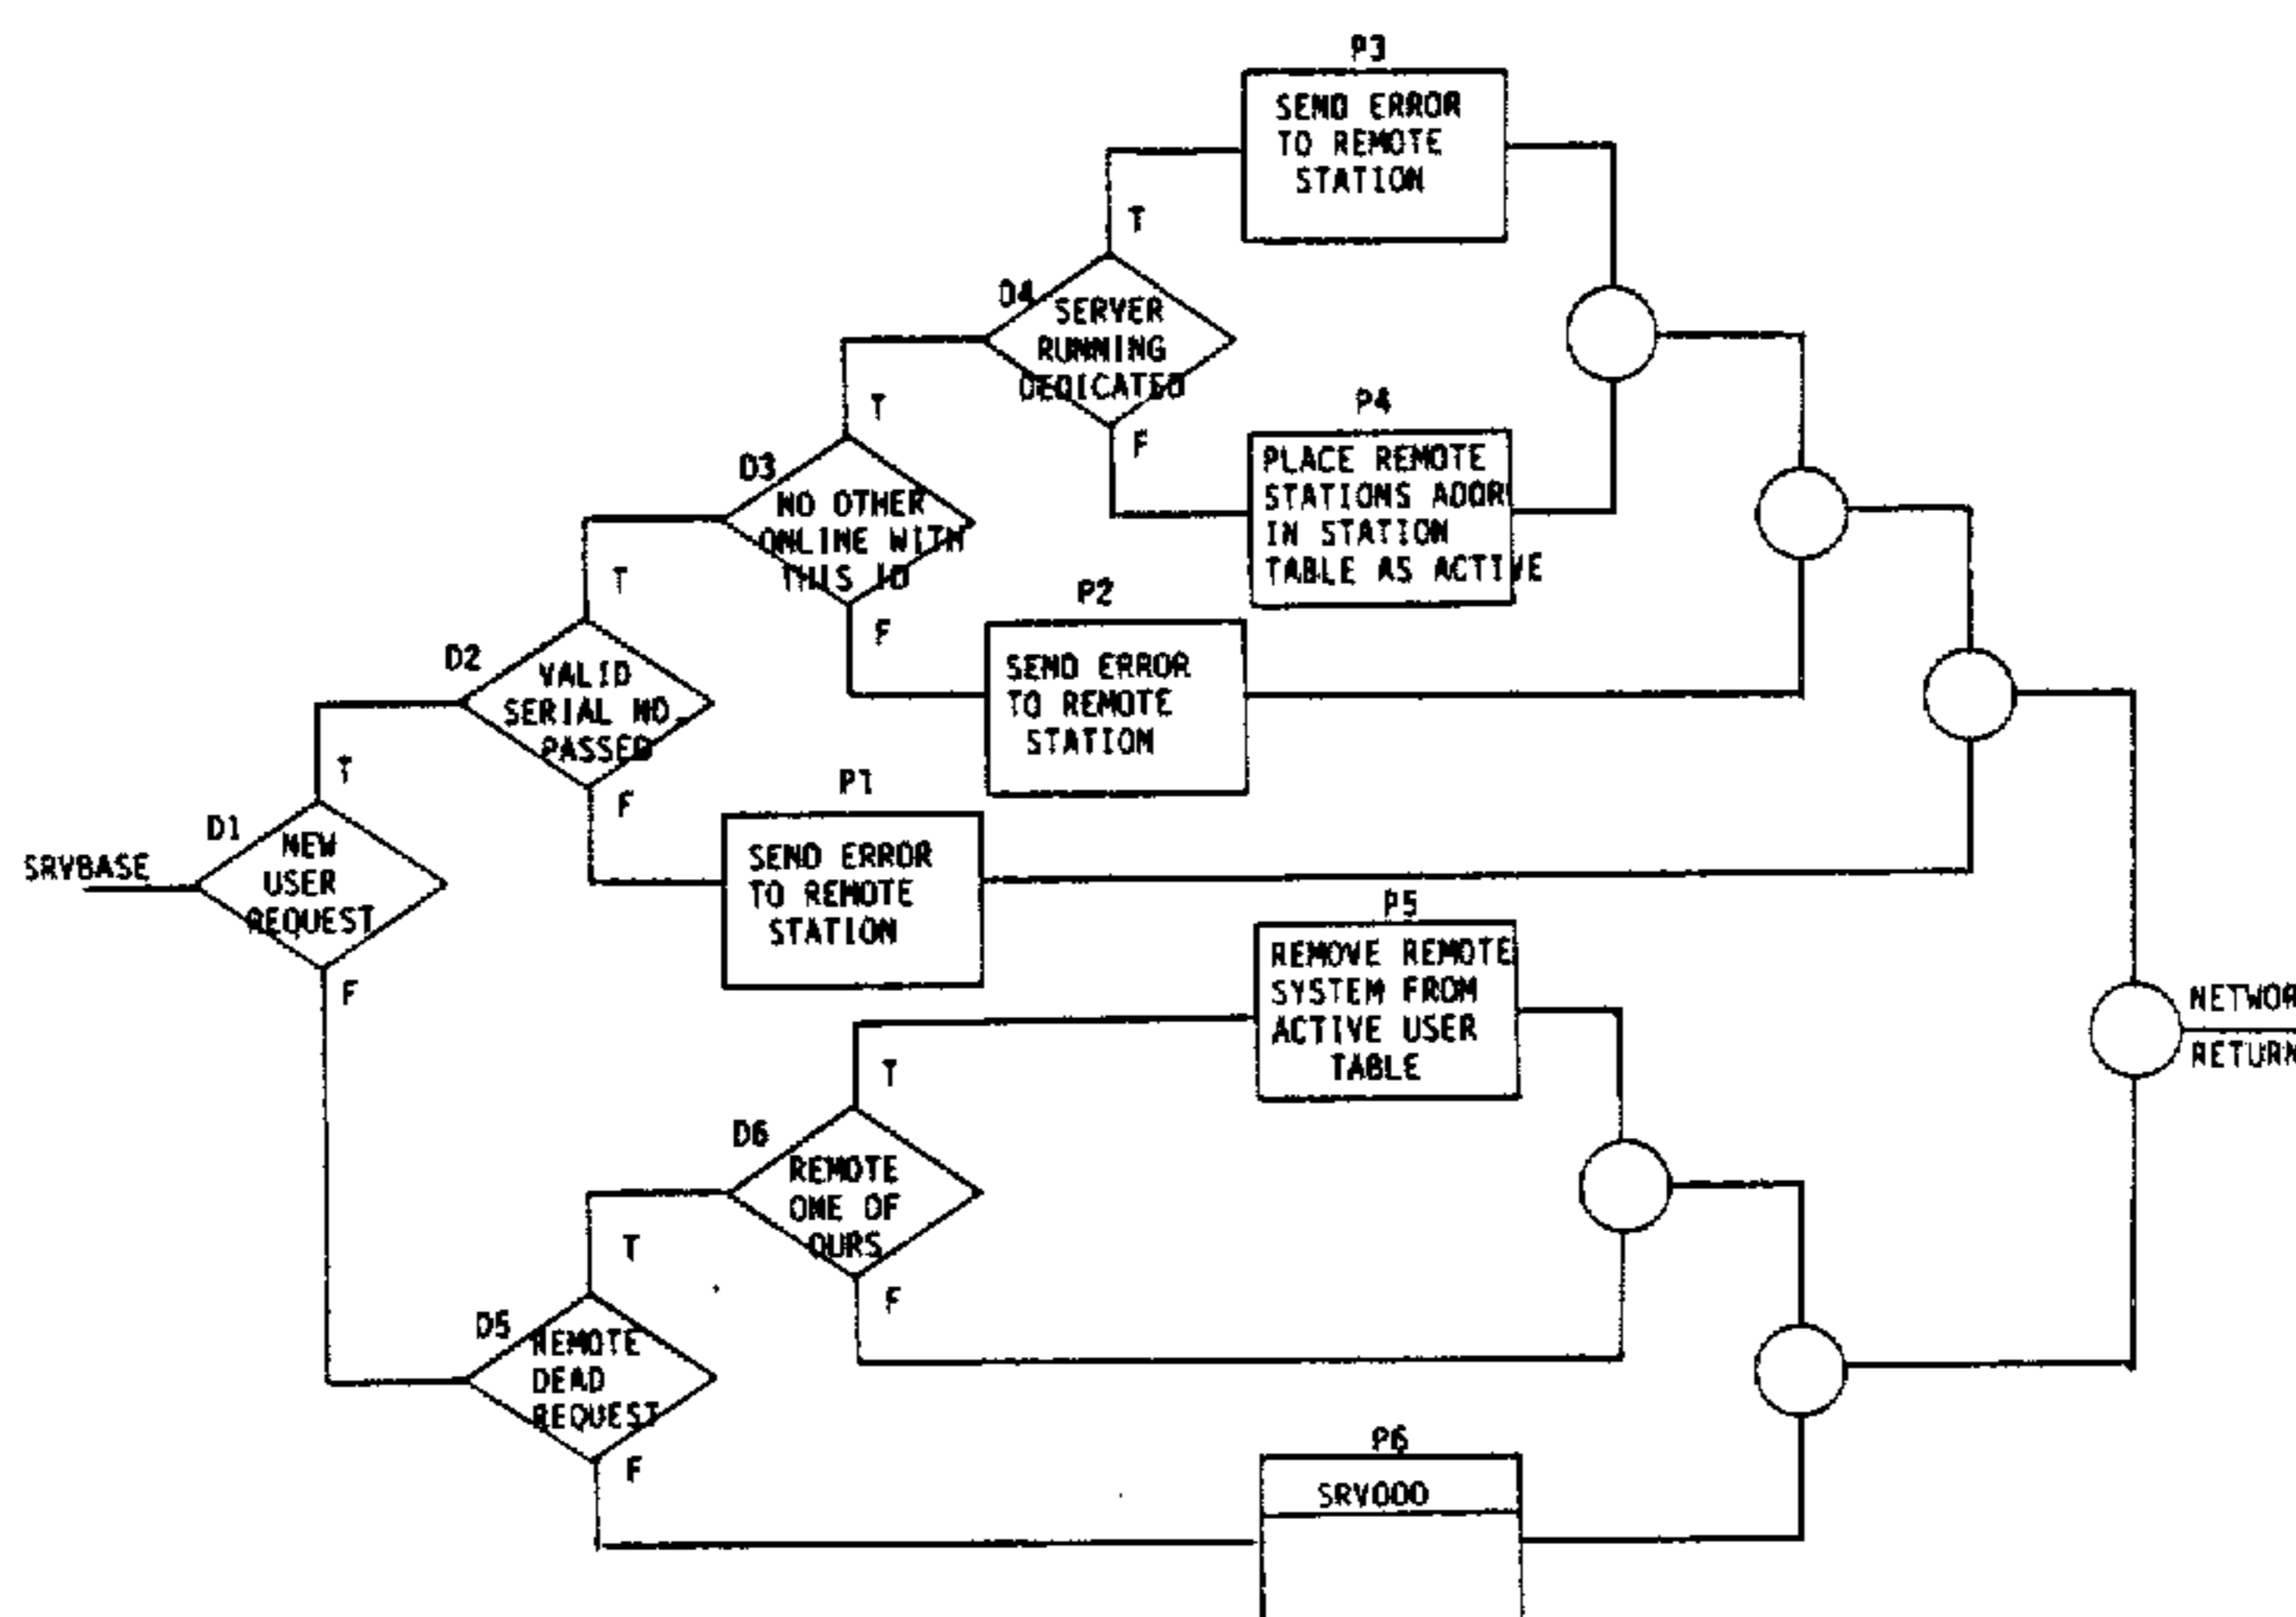 P3
SEND ERROR
TO REMOTE
STATION
T
D4
SERVER
RUNNING
DEDICATED
F
P4
PLACE REMOTE
STATIONS ADDR
IN STATION
TABLE AS ACTIVE
T
D3
NO OTHER
ONLINE WITH
THIS ID
F
P2
SEND ERROR
TO REMOTE
STATION
T
D2
VALID
SERIAL NO.
PASSED
F
P1
SEND ERROR
TO REMOTE
STATION
T
D1
NEW
USER
REQUEST
SRVBASE
F
P5
REMOVE REMOTE
SYSTEM FROM
ACTIVE USER
TABLE
NETWOR
RETURN
T
D6
REMOTE
ONE OF
OURS
F
T
D5
REMOTE
DEAD
REQUEST
F
P6
SRV000